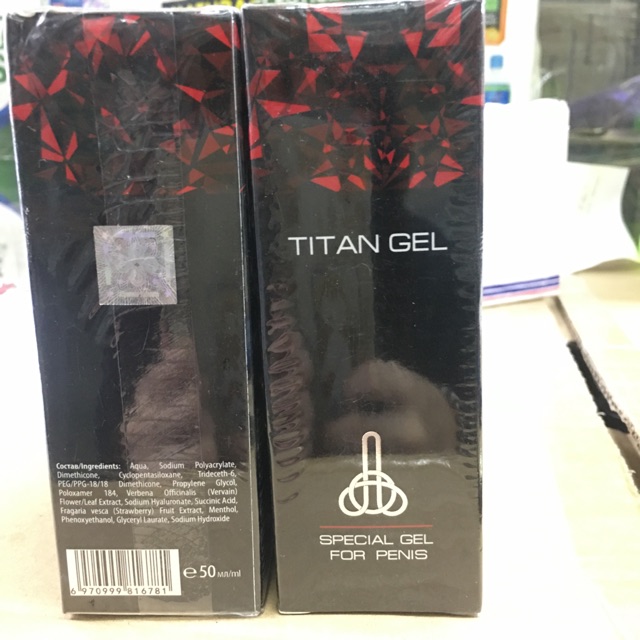 Состав/Ingredients: Aqua, Sodium Polyacrylate,
Dimethicone, Cyclopentasiloxane, Trideceth-6,
PEG/PPG-18/18 Dimethicone, Propylene Glycol,
Poloxamer 184, Verbena Officinalis (Vervain)
Flower/Leaf Extract, Sodium Hyaluronate, Succinic Acid,
Fragaria vesca (Strawberry) Fruit Extract, Menthol,
Phenoxyethanol, Glyceryl Laurate, Sodium Hydroxide
6 970999 816781
e 50 мл/ml
TITAN GEL
SPECIAL GEL
FOR PENIS